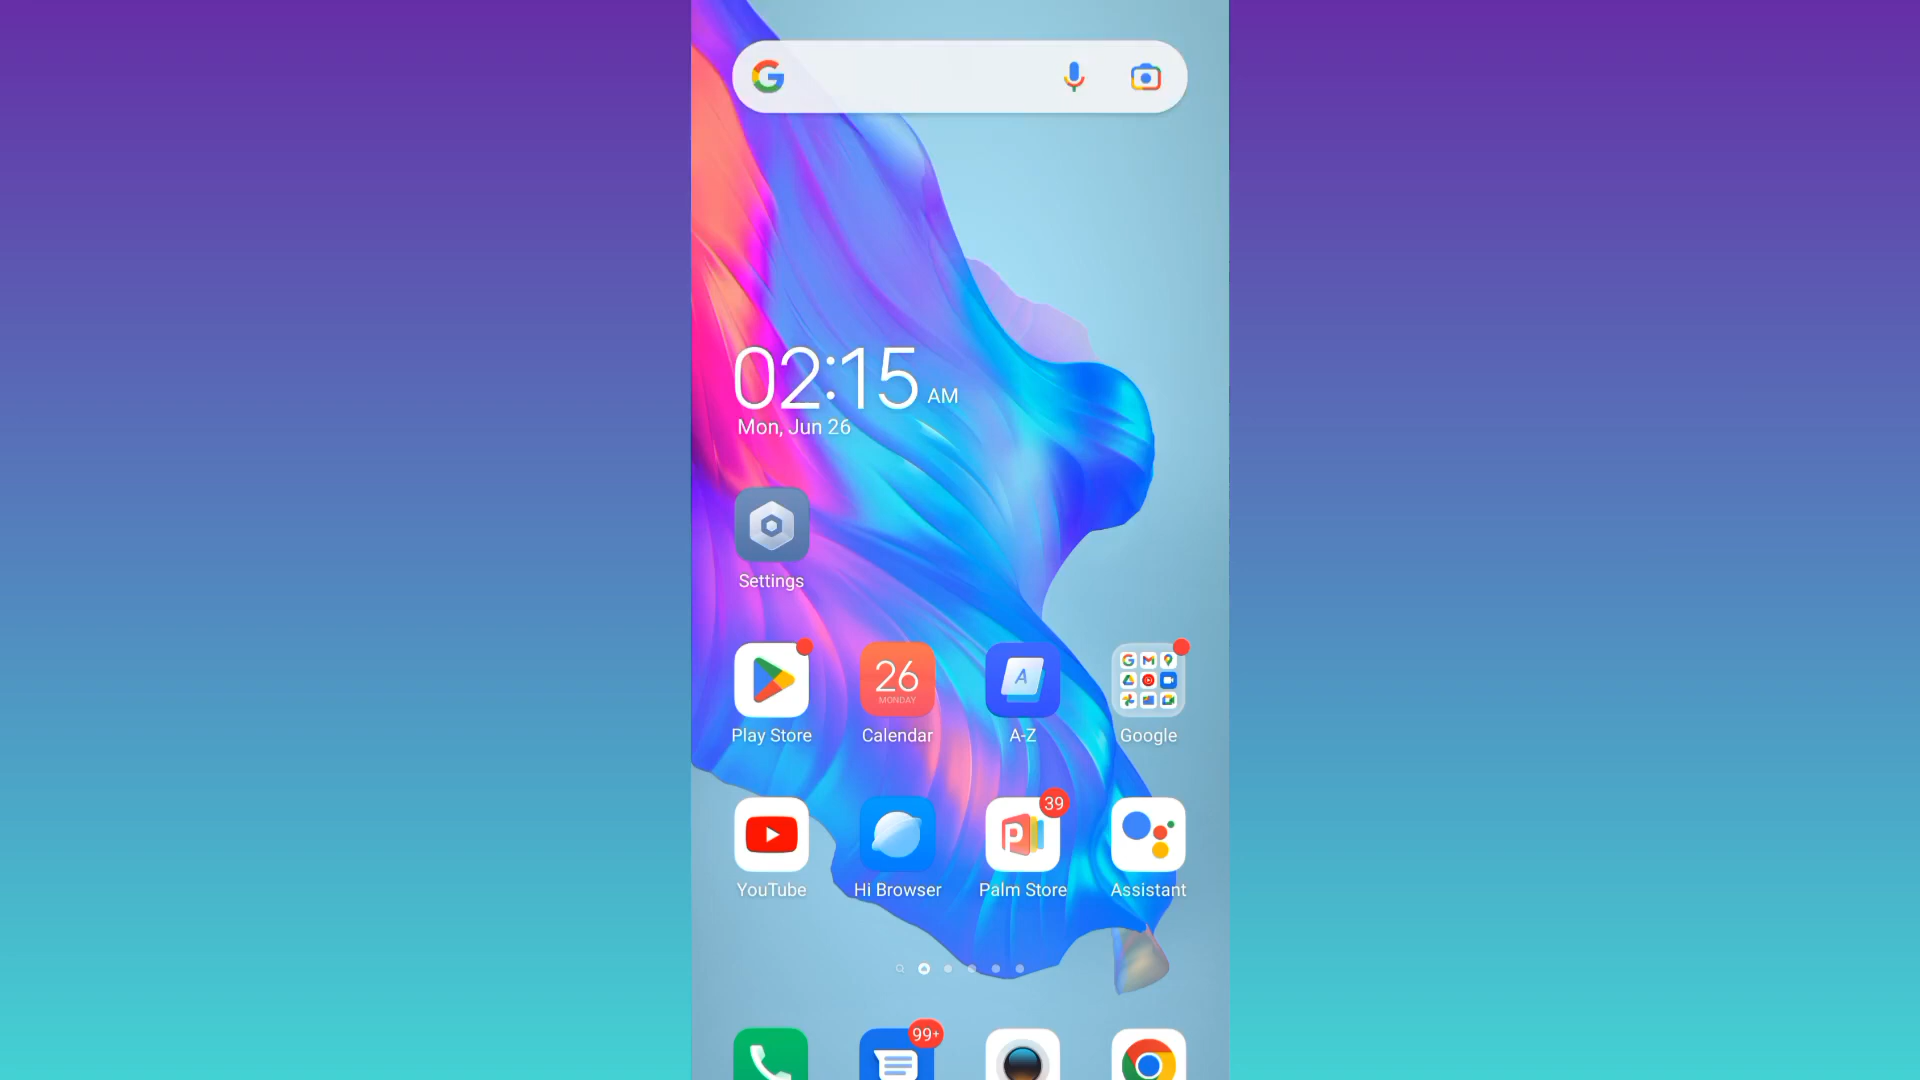 02:15 AM
Mon, Jun 26
Settings
26
MONDAY
A
Play Store
Calendar
A-Z
Google
39
P
YouTube
Hi Browser
Palm Store
Assistant
99+